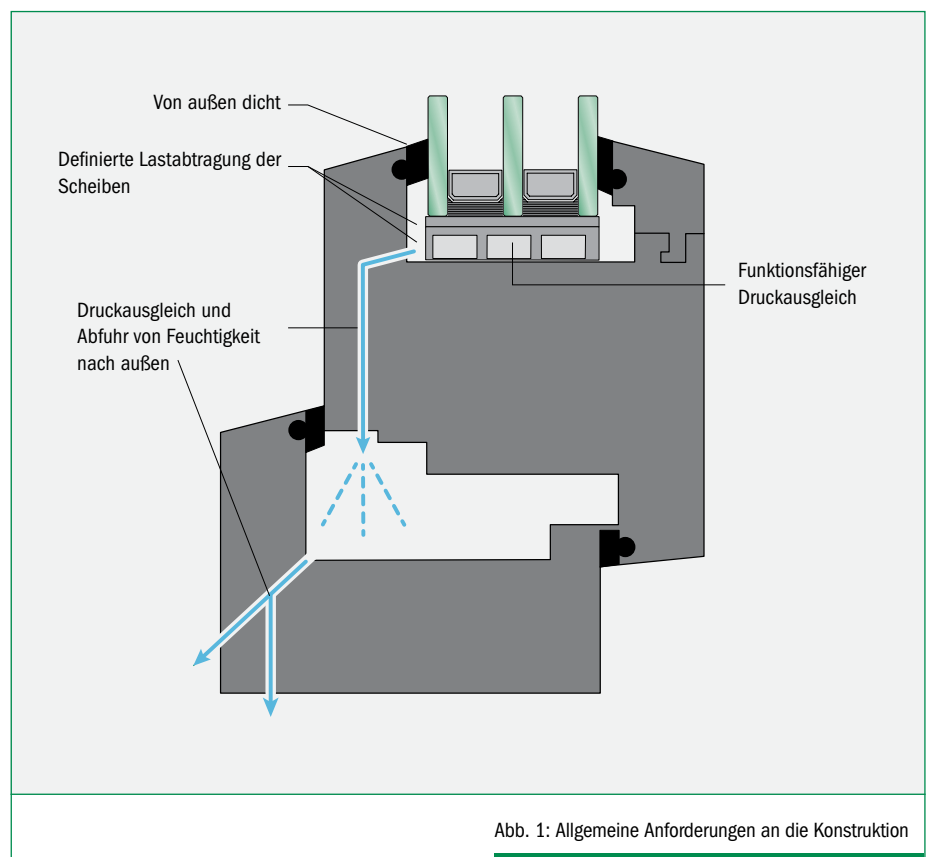 Von außen dicht
Definierte Lastabtragung der
Scheiben
Funktionsfähiger
Druckausgleich
Druckausgleich und
Abfuhr von Feuchtigkeit
nach außen
Abb. 1: Allgemeine Anforderungen an die Konstruktion